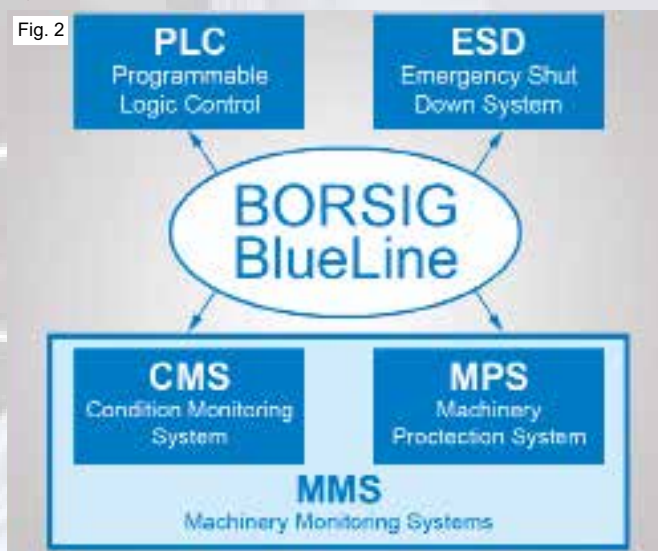 Fig. 2
PLC
Programmable
Logic Control
ESD
Emergency Shut
Down System
BORSIG
BlueLine
CMS
Condition Monitoring
System
MPS
Machinery
Proctection System
MMS
Machinery Monitoring Systems